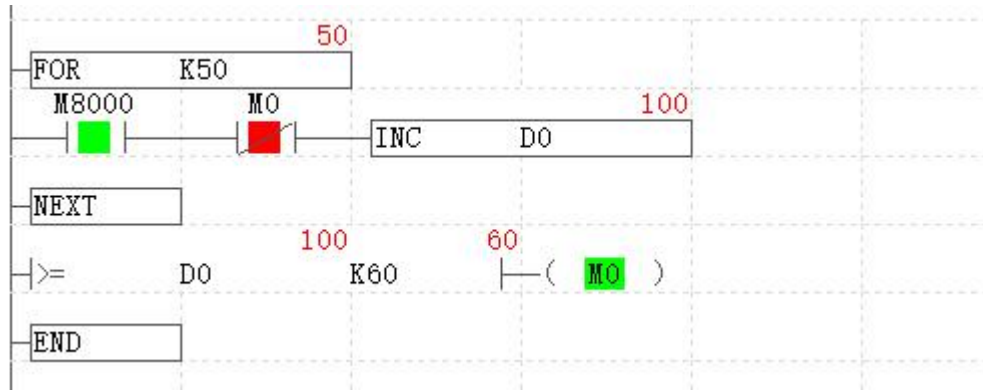 50
FOR K50
M8000 M0 100
INC D0
NEXT
100 60
>= D0 K60 ( M0 )
END